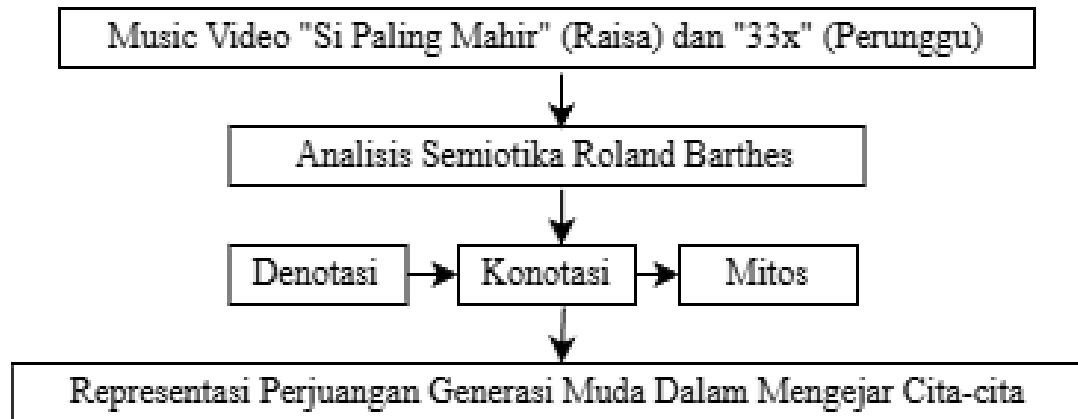 Music Video "Si Paling Mahir" (Raisa) dan "33x" (Perunggu)
Analisis Semiotika Roland Barthes
Denotasi
Konotasi
Mitos
Representasi Perjuangan Generasi Muda Dalam Mengejar Cita-cita